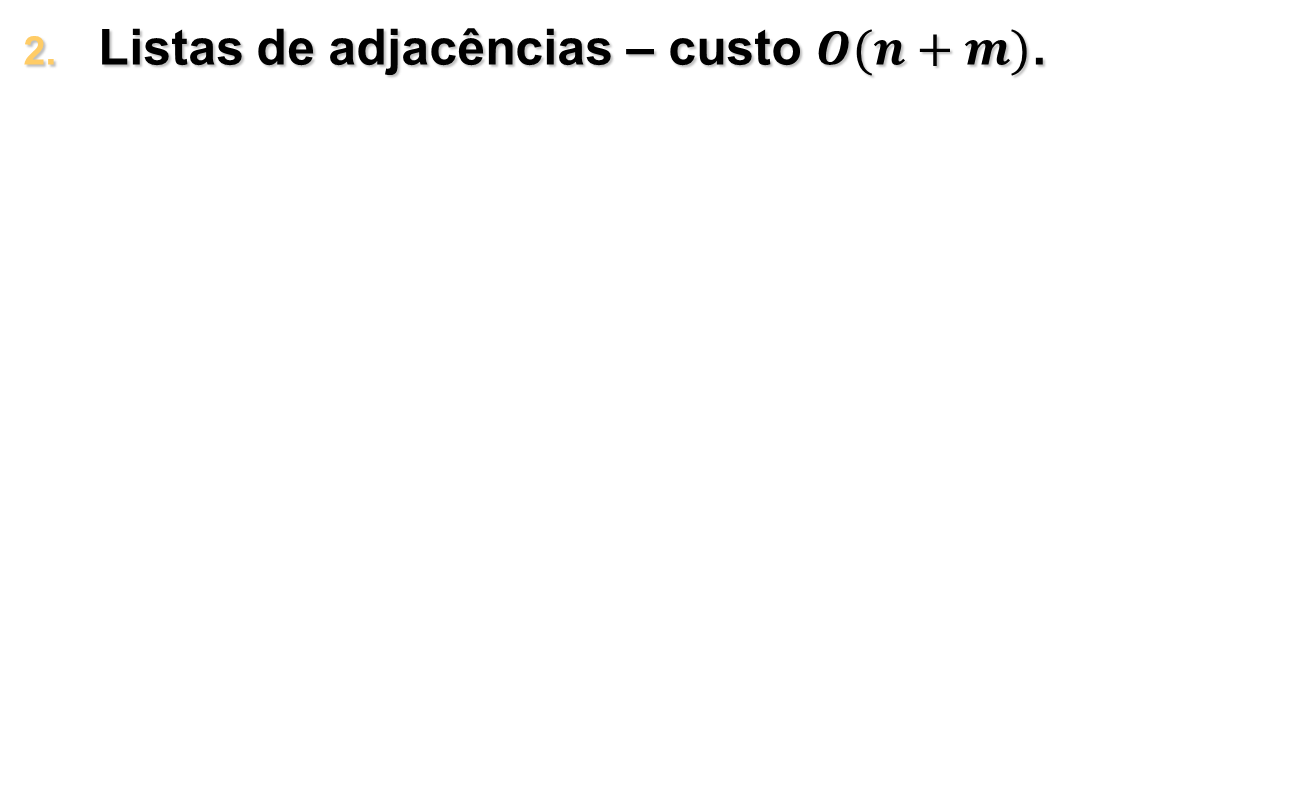 2. Listas de adjacências – custo O(n + m).